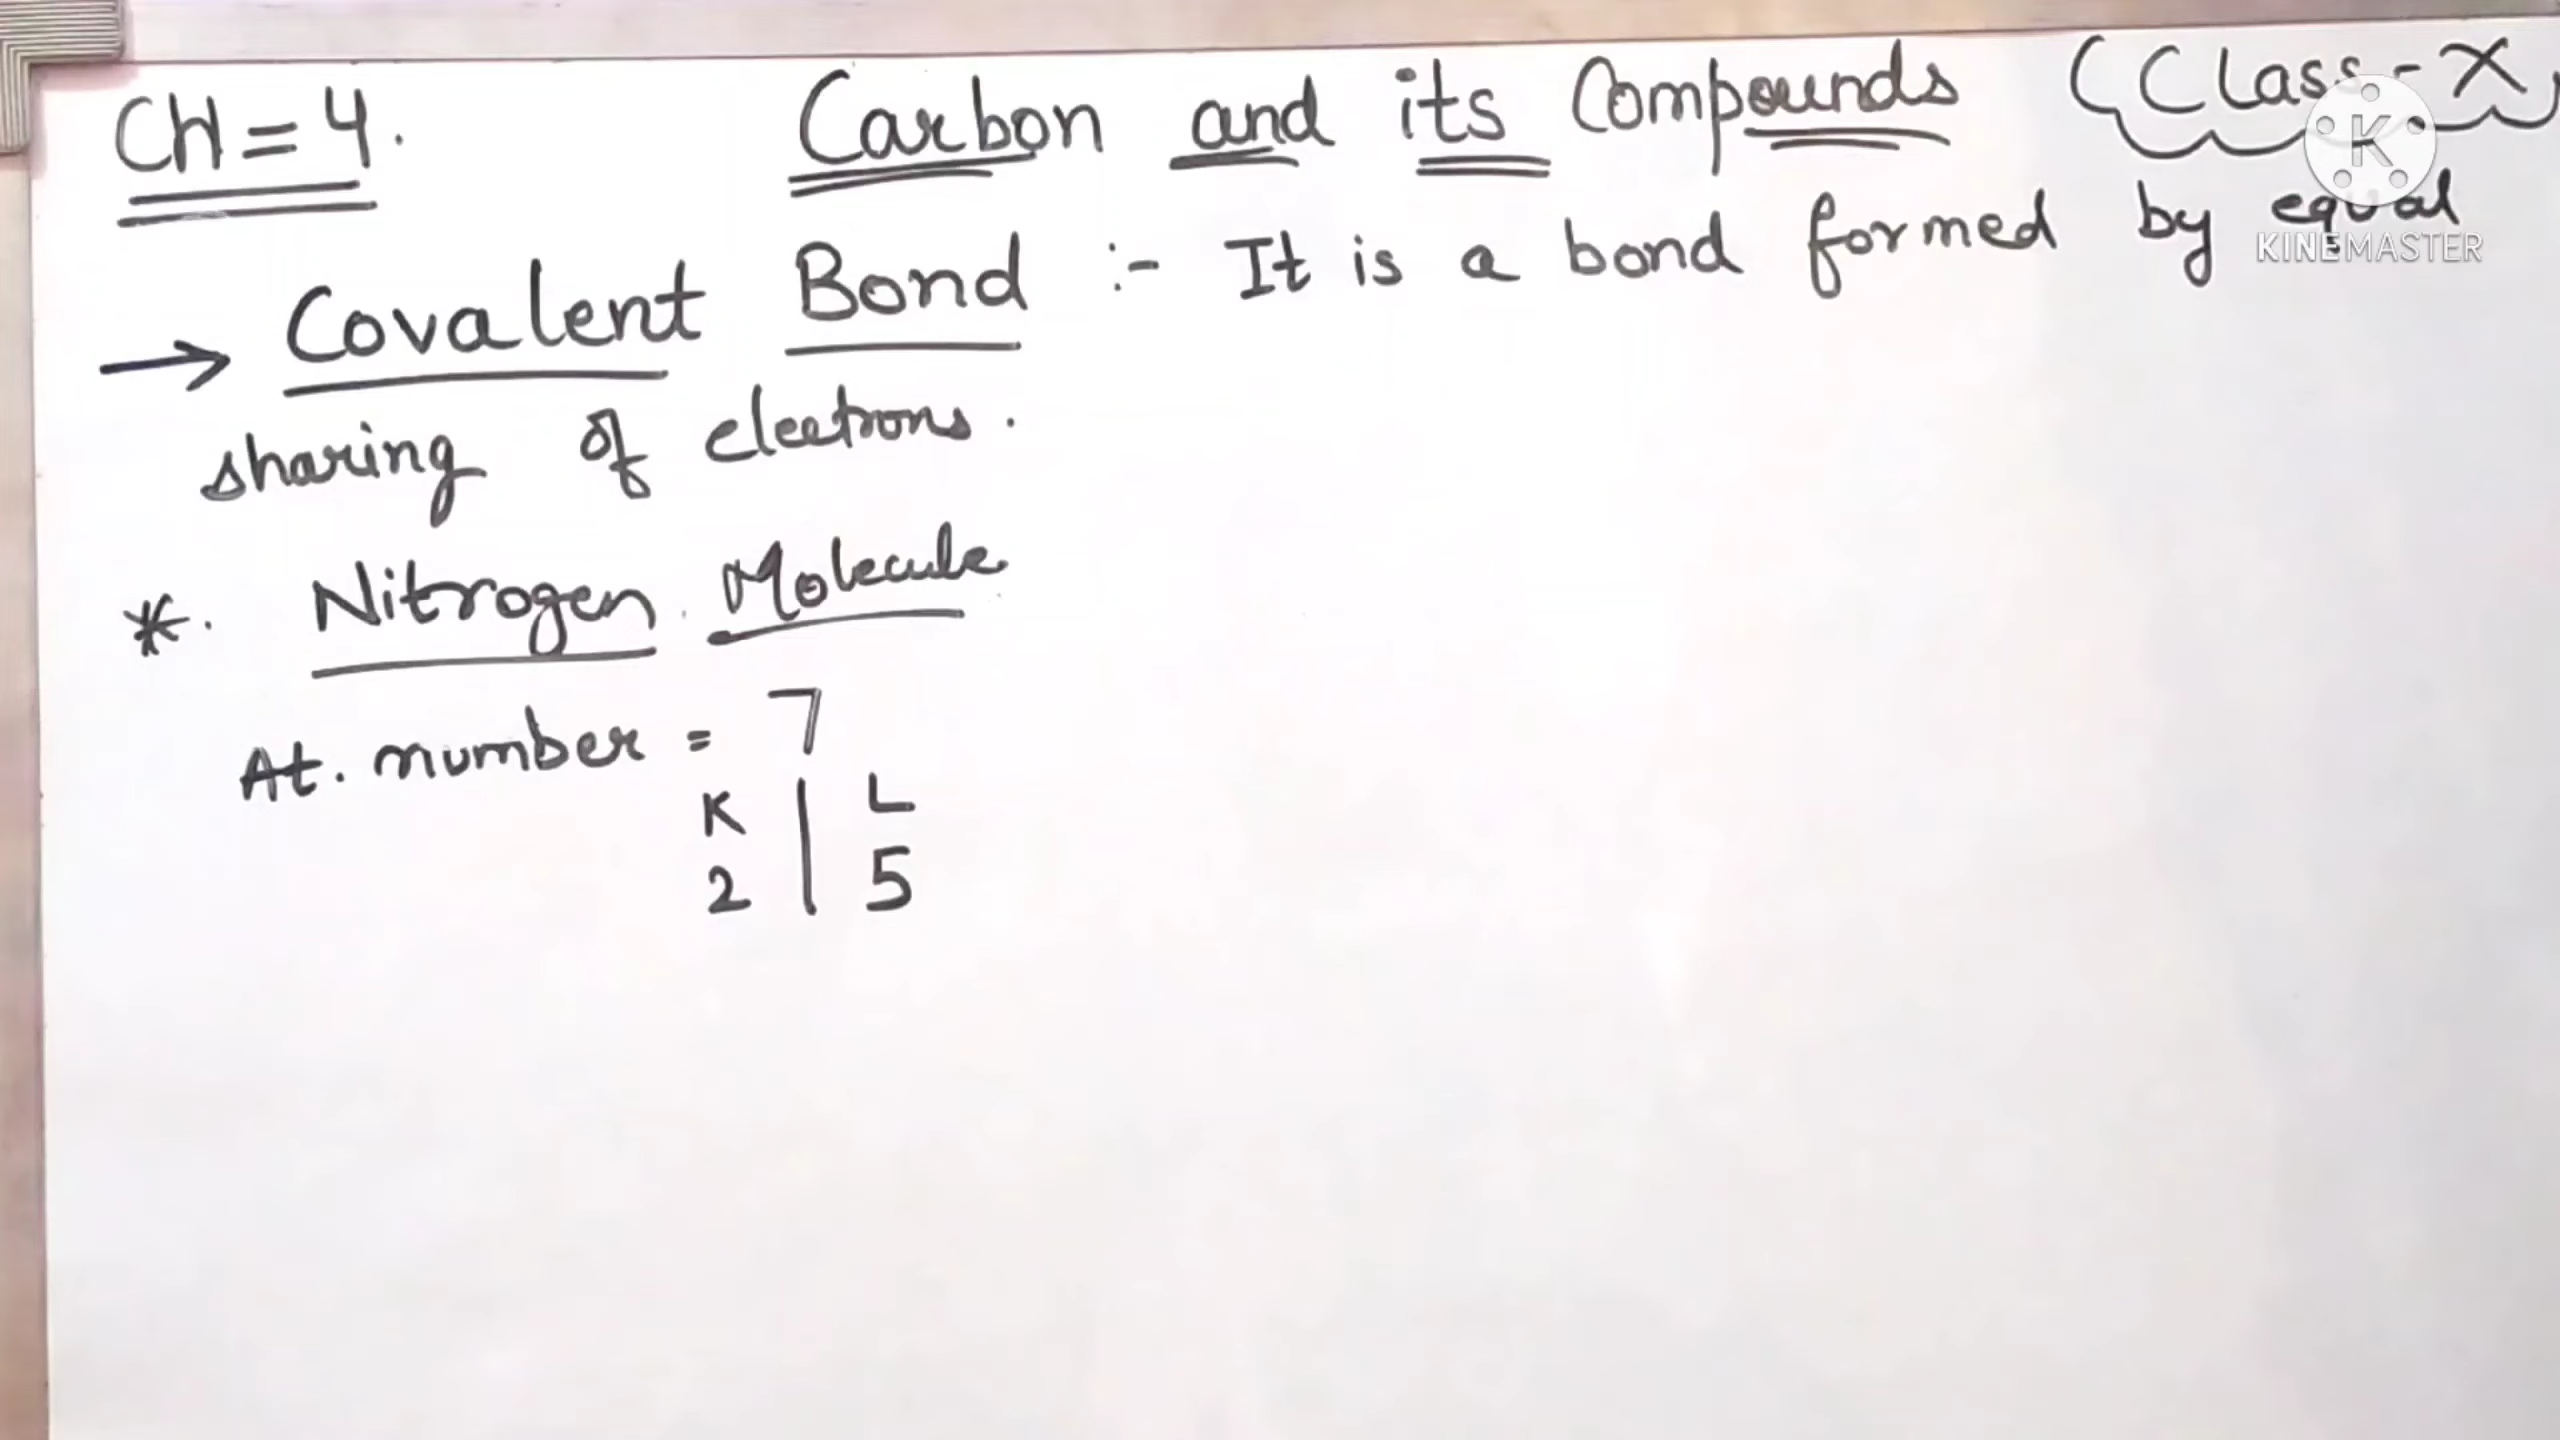 CH = 4. Carbon and its Compounds (Class-X)
→ Covalent Bond :- It is a bond formed by equal
sharing of electrons.
*. Nitrogen Molecule
At. number = 7
K | L
2 | 5
K
KINEMASTER